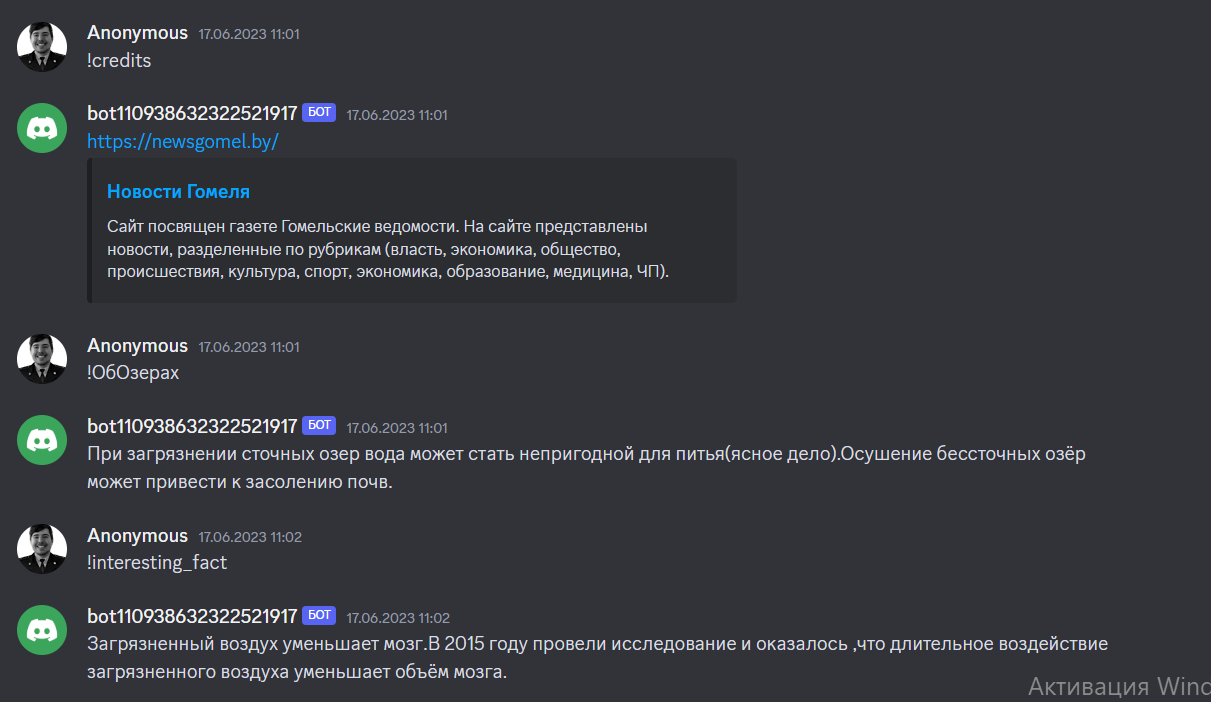 Anonymous 17.06.2023 11:01
!credits
bot110938632322521917 БОТ 17.06.2023 11:01
https://newsgomel.by/
Новости Гомеля
Сайт посвящен газете Гомельские ведомости. На сайте представлены
новости, разделенные по рубрикам (власть, экономика, общество,
происшествия, культура, спорт, экономика, образование, медицина, ЧП).
Anonymous 17.06.2023 11:01
!ОбОзерах
bot110938632322521917 БОТ 17.06.2023 11:01
При загрязнении сточных озер вода может стать непригодной для питья(ясное дело).Осушение бессточных озёр
может привести к засолению почв.
Anonymous 17.06.2023 11:02
!interesting_fact
bot110938632322521917 БОТ 17.06.2023 11:02
Загрязненный воздух уменьшает мозг.В 2015 году провели исследование и оказалось ,что длительное воздействие
загрязненного воздуха уменьшает объём мозга.
Активация Winc